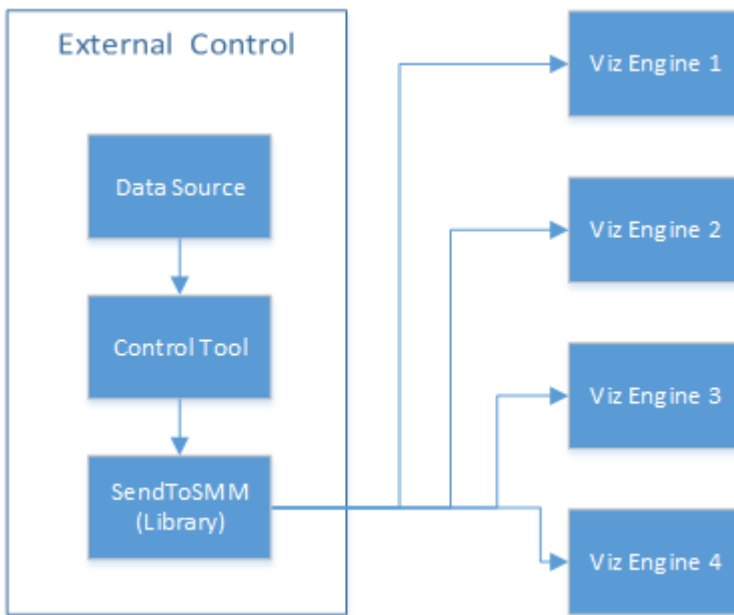 External Control
Data Source
Control Tool
SendToSMM
(Library)
Viz Engine 1
Viz Engine 2
Viz Engine 3
Viz Engine 4